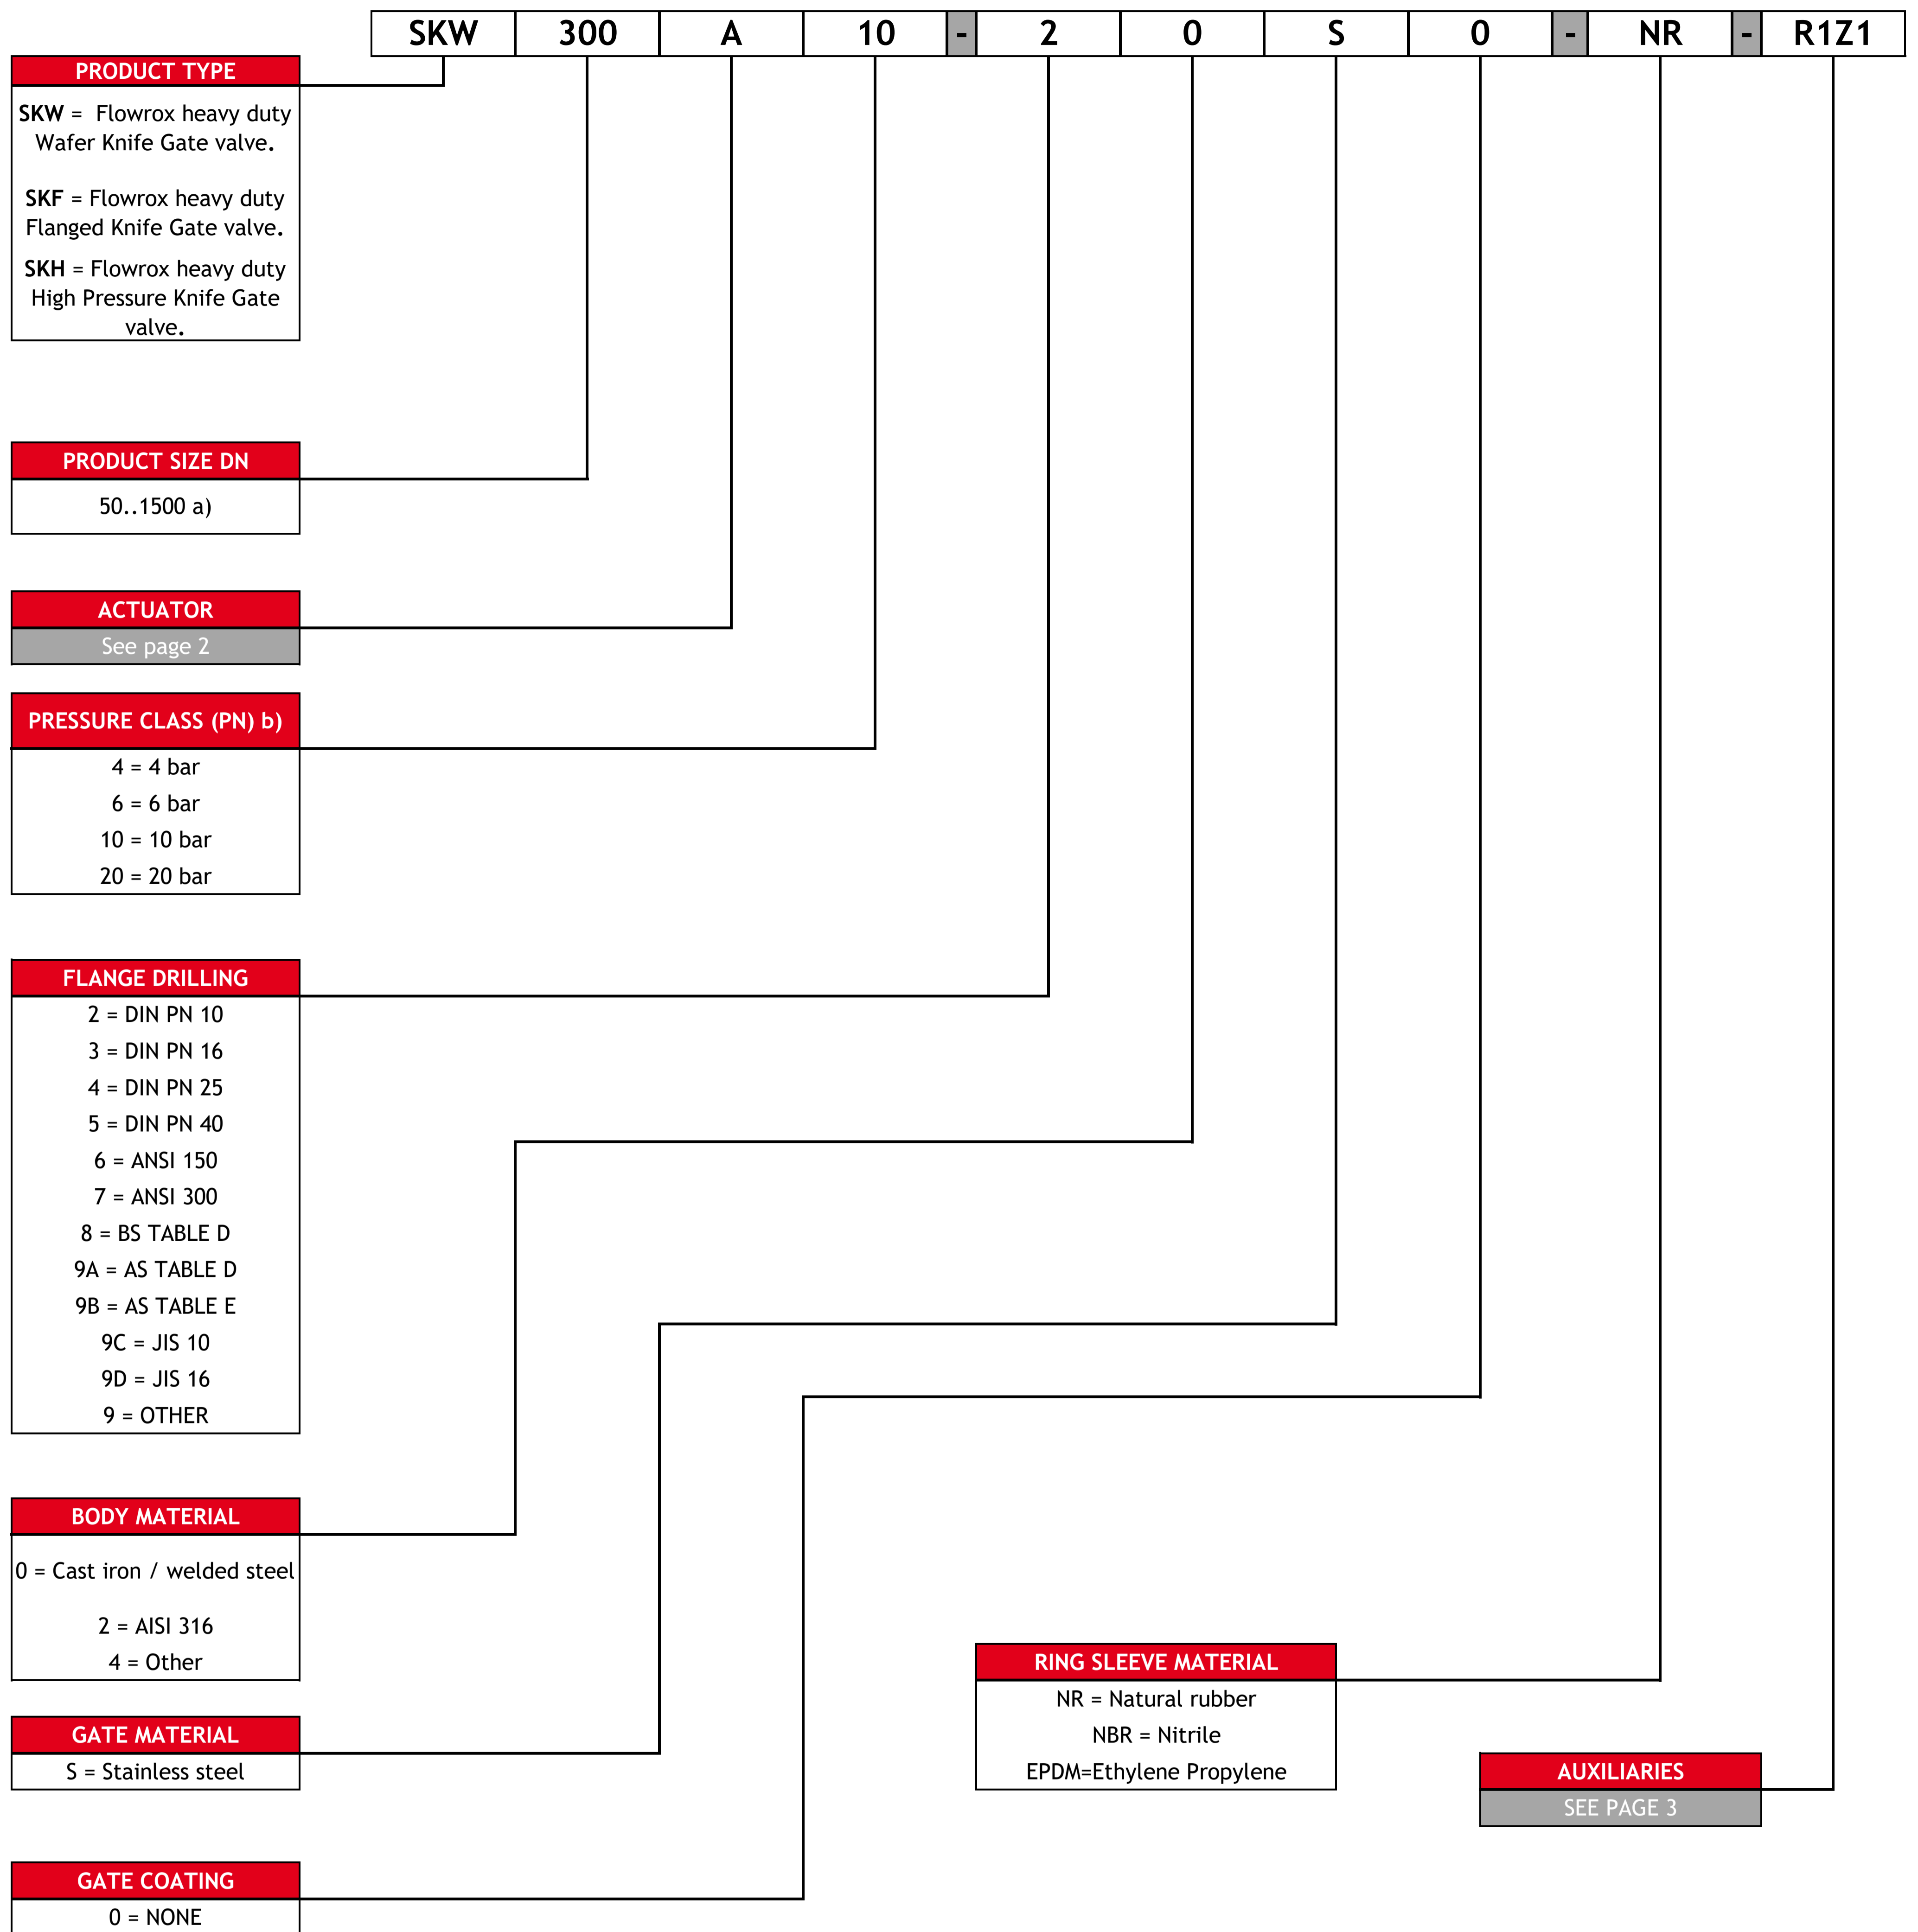 SKW 300 A 10 - 2 0 S 0 - NR - R1Z1
PRODUCT TYPE
SKW = Flowrox heavy duty
Wafer Knife Gate valve.
SKF = Flowrox heavy duty
Flanged Knife Gate valve.
SKH = Flowrox heavy duty
High Pressure Knife Gate
valve.
PRODUCT SIZE DN
50..1500 a)
ACTUATOR
See page 2
PRESSURE CLASS (PN) b)
4 = 4 bar
6 = 6 bar
10 = 10 bar
20 = 20 bar
FLANGE DRILLING
2 = DIN PN 10
3 = DIN PN 16
4 = DIN PN 25
5 = DIN PN 40
6 = ANSI 150
7 = ANSI 300
8 = BS TABLE D
9A = AS TABLE D
9B = AS TABLE E
9C = JIS 10
9D = JIS 16
9 = OTHER
BODY MATERIAL
0 = Cast iron / welded steel
2 = AISI 316
4 = Other
GATE MATERIAL
S = Stainless steel
GATE COATING
0 = NONE
RING SLEEVE MATERIAL
NR = Natural rubber
NBR = Nitrile
EPDM=Ethylene Propylene
AUXILIARIES
SEE PAGE 3